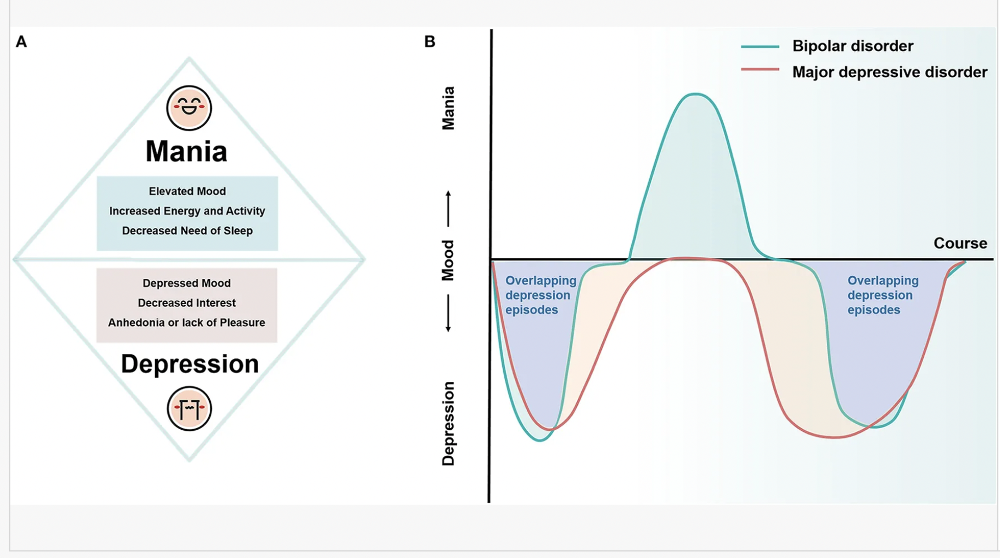 A
Mania
Elevated Mood
Increased Energy and Activity
Decreased Need of Sleep
Depressed Mood
Decreased Interest
Anhedonia or lack of Pleasure
Depression
B
Bipolar disorder
Major depressive disorder
Mania
Mood
Depression
Course
Overlapping
depression
episodes
Overlapping
depression
episodes